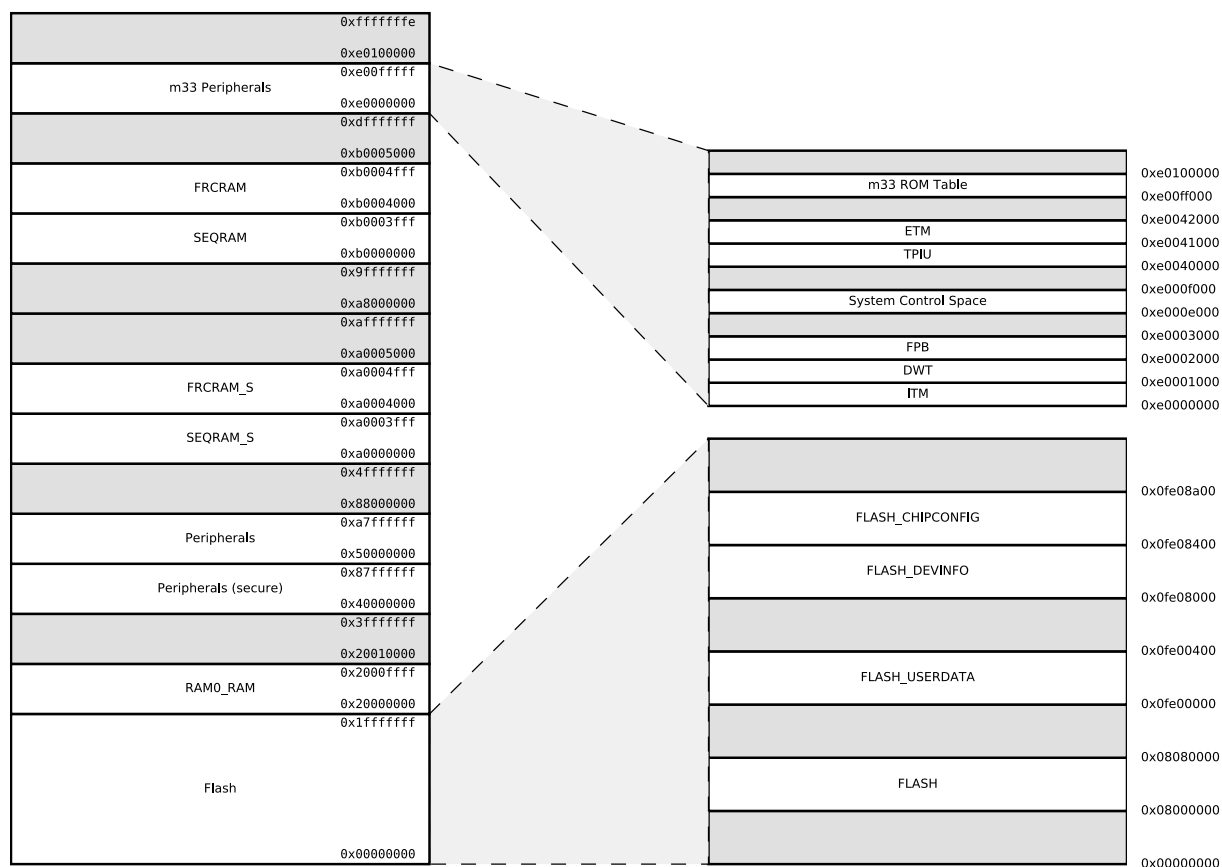 0xfffffffe
0xe0100000
0xe00fffff
m33 Peripherals
0xe0000000
0xdfffffff
0xb0005000
0xb0004fff
FRCRAM
0xb0004000
0xb0003fff
SEQRAM
0xb0000000
0x9fffffff
0xa8000000
0xafffffff
0xa0005000
0xa0004fff
FRCRAM_S
0xa0004000
0xa0003fff
SEQRAM_S
0xa0000000
0x4fffffff
0x88000000
0xa7ffffff
Peripherals
0x50000000
0x87ffffff
Peripherals (secure)
0x40000000
0x3fffffff
0x20010000
0x2000ffff
RAM0_RAM
0x20000000
0x1fffffff
Flash
0x00000000
0xe0100000
m33 ROM Table
0xe00ff000
0xe0042000
ETM
0xe0041000
TPIU
0xe0040000
0xe000f000
System Control Space
0xe000e000
0xe0003000
FPB
0xe0002000
DWT
0xe0001000
ITM
0xe0000000
0x0fe08a00
FLASH_CHIPCONFIG
0x0fe08400
FLASH_DEVINFO
0x0fe08000
0x0fe00400
FLASH_USERDATA
0x0fe00000
0x08080000
FLASH
0x08000000
0x00000000